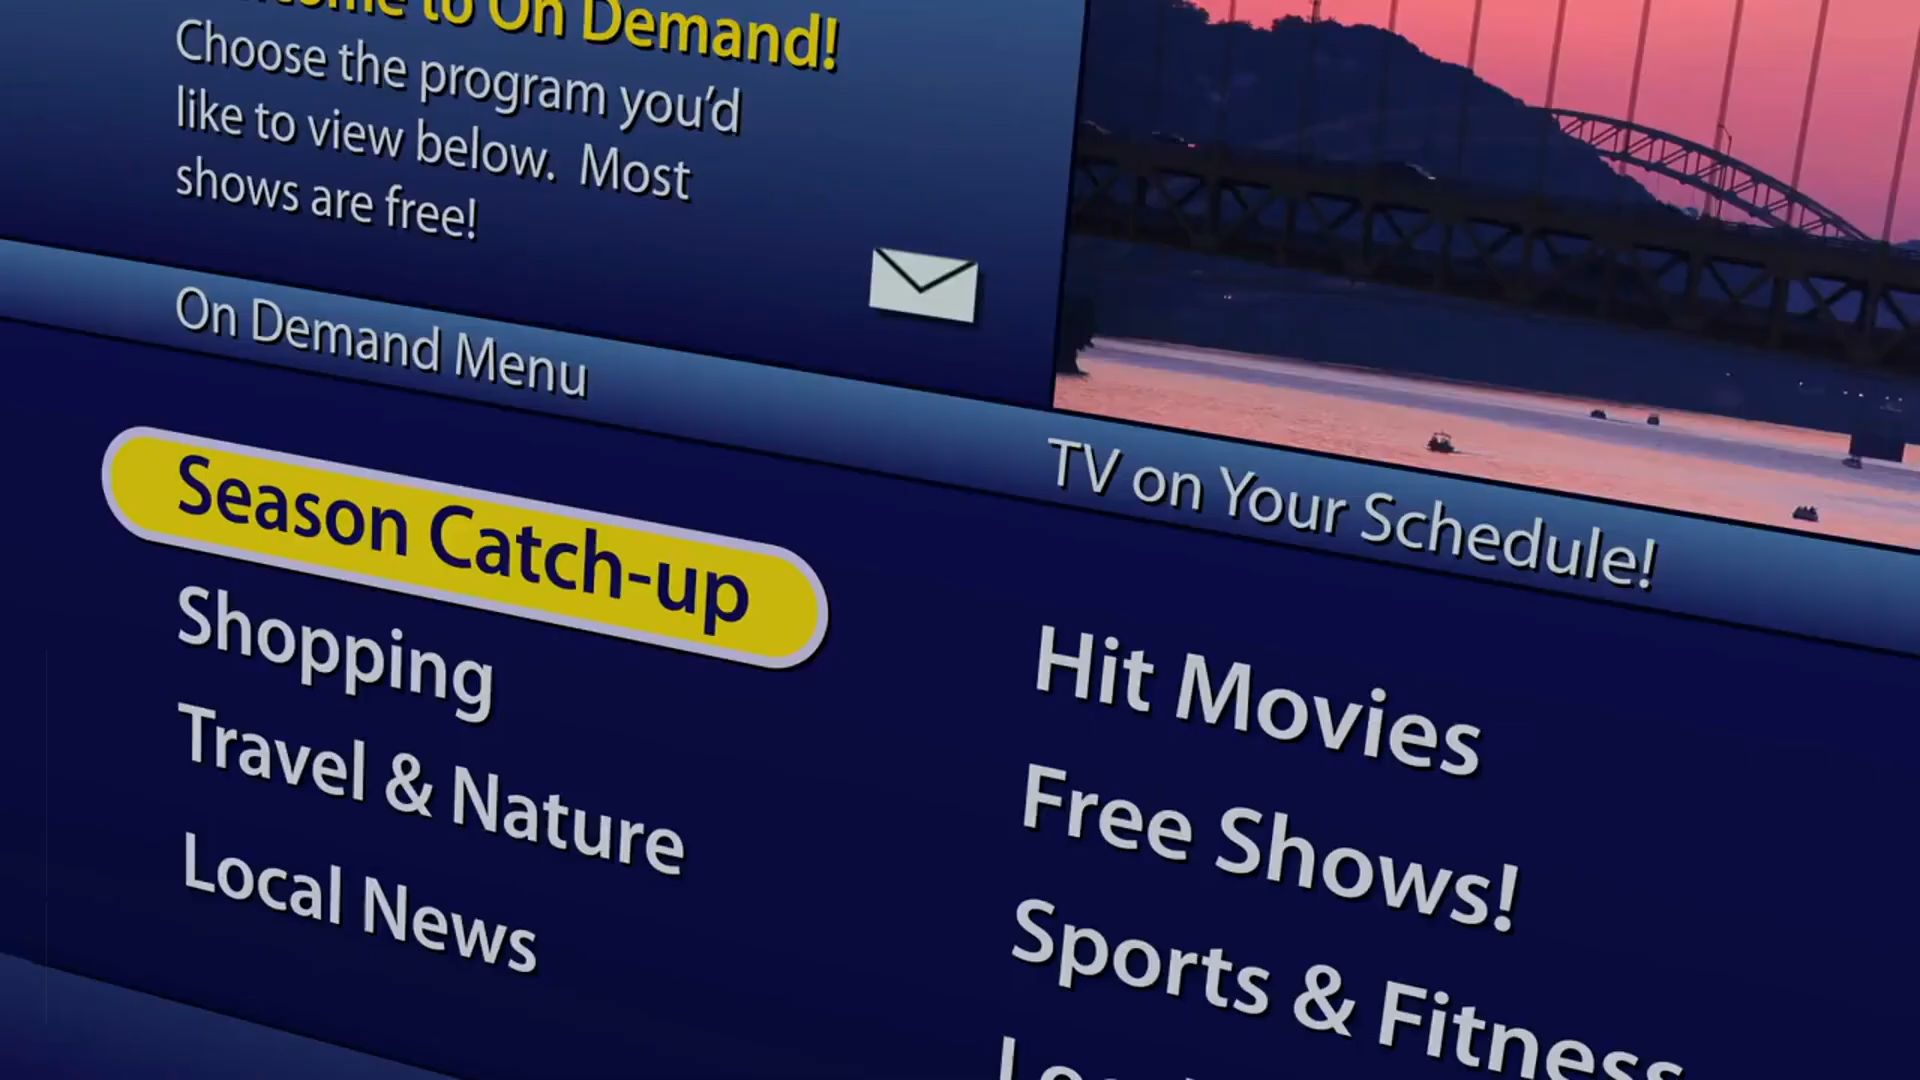 to On Demand!
Choose the program you'd
like to view below. Most
shows are free!
On Demand Menu
TV on Your Schedule!
Season Catch-up
Shopping
Travel & Nature
Local News
Hit Movies
Free Shows!
Sports & Fitness